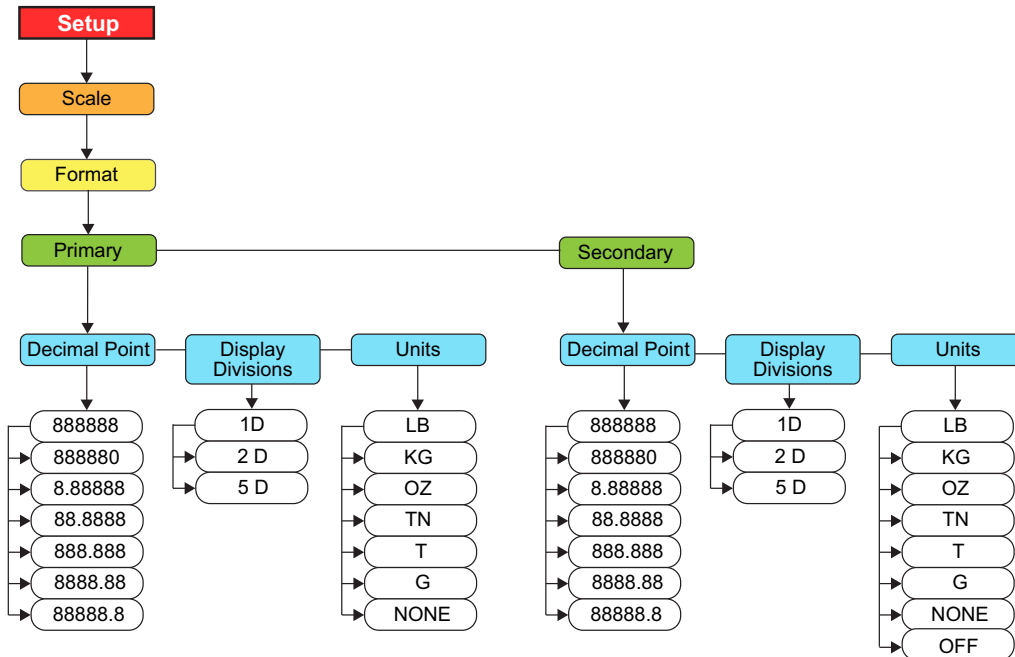 Setup
Scale
Format
Primary
Secondary
Decimal Point
Display
Divisions
Units
Decimal Point
Display
Divisions
Units
888888
888880
8.88888
88.8888
888.888
8888.88
88888.8
1D
2 D
5 D
LB
KG
OZ
TN
T
G
NONE
888888
888880
8.88888
88.8888
888.888
8888.88
88888.8
1D
2 D
5 D
LB
KG
OZ
TN
T
G
NONE
OFF